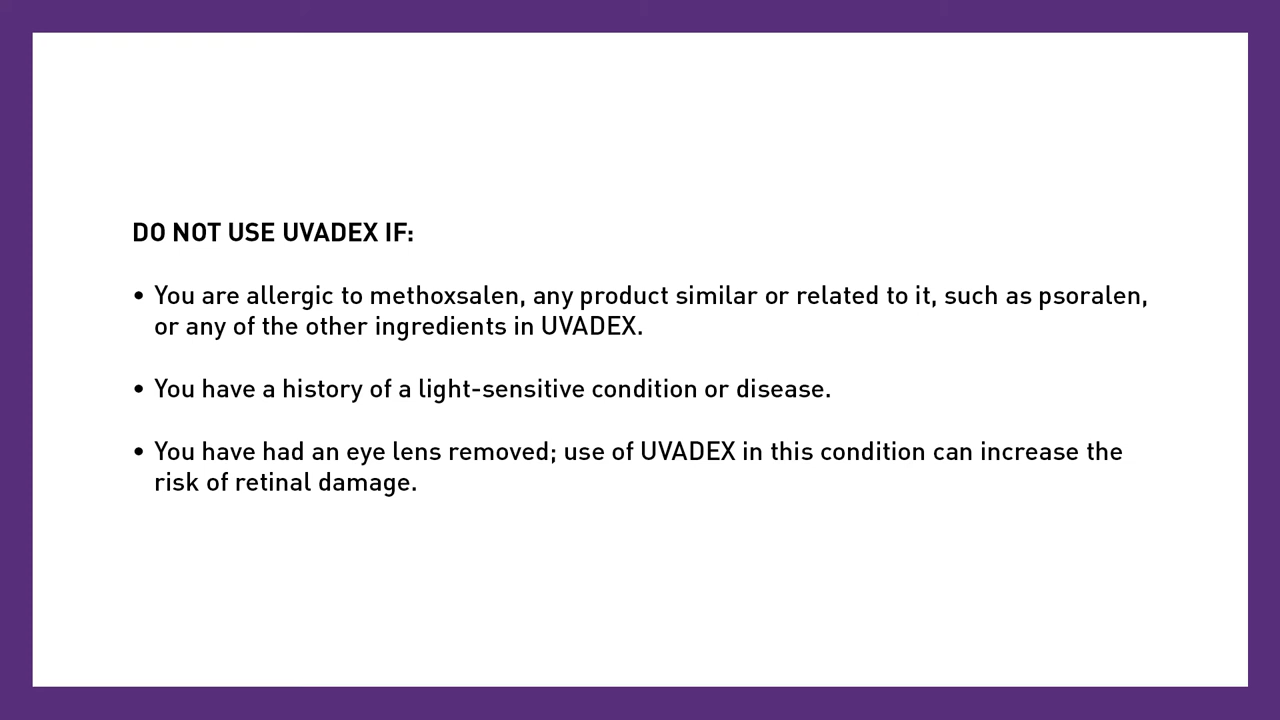 DO NOT USE UVADEX IF:
• You are allergic to methoxsalen, any product similar or related to it, such as psoralen,
or any of the other ingredients in UVADEX.
• You have a history of a light-sensitive condition or disease.
• You have had an eye lens removed; use of UVADEX in this condition can increase the
risk of retinal damage.